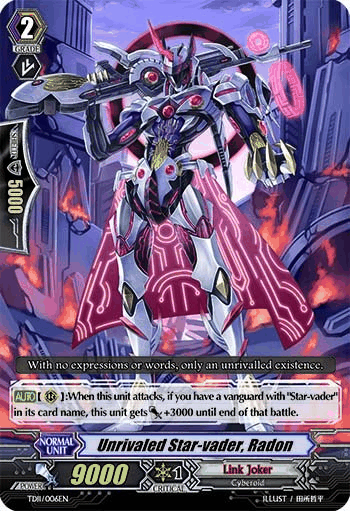 2
GRADE
SHIELD
5000
With no expressions or words, only an unrivalled existence.
AUTO [ (RC) ]:When this unit attacks, if you have a vanguard with "Star-vader"
in its card name, this unit gets +3000 until end of that battle.
NORMAL
UNIT
Unrivaled Star-vader, Radon
POWER
9000
1
CRITICAL
Link Joker
Cyberoid
TD11/006EN
ILLUST / 田所哲平